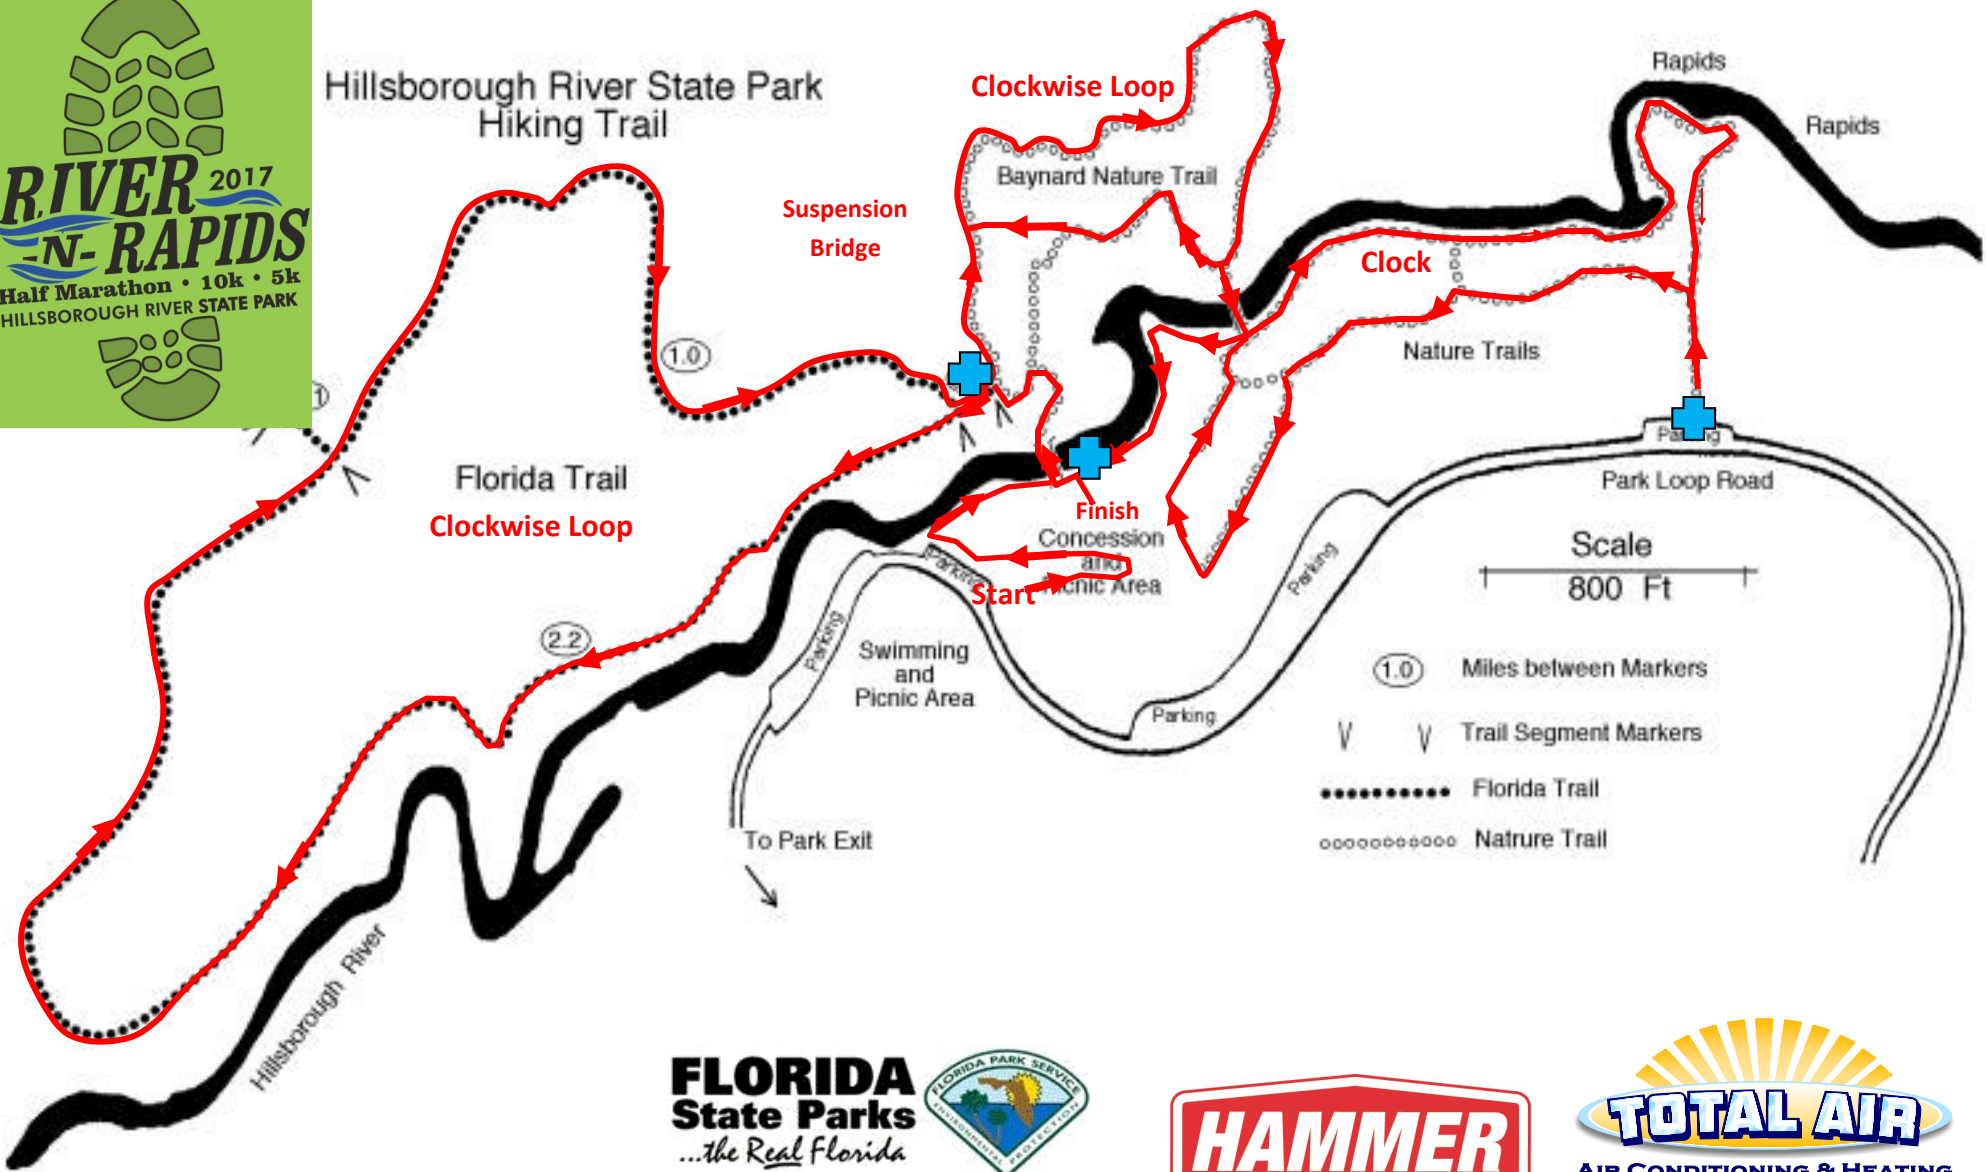 RIVER 2017
-N- RAPIDS
Half Marathon • 10k • 5k
HILLSBOROUGH RIVER STATE PARK
Hillsborough River State Park
Hiking Trail
Clockwise Loop
Rapids
Rapids
Baynard Nature Trail
Suspension
Bridge
Clock
1.0
Nature Trails
Parking
Park Loop Road
Florida Trail
Clockwise Loop
Finish
Concession
and
Picnic Area
Start
Parking
Parking
Parking
Parking
Scale
800 Ft
2.2
Swimming
and
Picnic Area
1.0 Miles between Markers
Trail Segment Markers
Florida Trail
Natrure Trail
To Park Exit
Hillsborough River
FLORIDA
State Parks
...the Real Florida
FLORIDA PARK SERVICE
ENVIRONMENTAL PROTECTION
HAMMER
TOTAL AIR
AIR CONDITIONING & HEATING